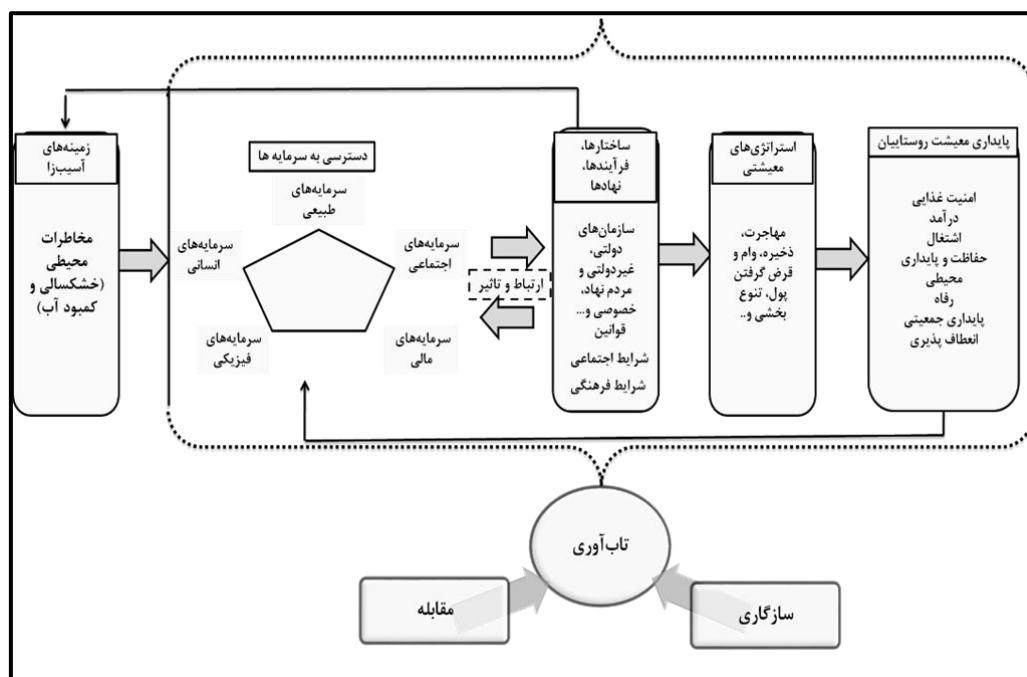 زمینه‌های
آسیب‌زا
مخاطرات
محیطی
(خشکسالی و
کمبود آب)
دسترسی به سرمایه ها
سرمایه‌های
طبیعی
سرمایه‌های
انسانی
سرمایه‌های
اجتماعی
سرمایه‌های
فیزیکی
سرمایه‌های
مالی
ارتباط و تاثیر
ساختارها،
فرآیندها،
نهادها
سازمان‌های
دولتی،
غیردولتی و
مردم نهاد،
خصوصی و...
قوانین
شرایط اجتماعی
شرایط فرهنگی
استراتژی‌های
معیشتی
مهاجرت،
ذخیره، وام و
قرض گرفتن
پول، تنوع
بخشی و..
پایداری معیشت روستاییان
امنیت غذایی
درآمد
اشتغال
حفاظت و پایداری
محیطی
رفاه
پایداری جمعیتی
انعطاف پذیری
تاب‌آوری
مقابله
سازگاری